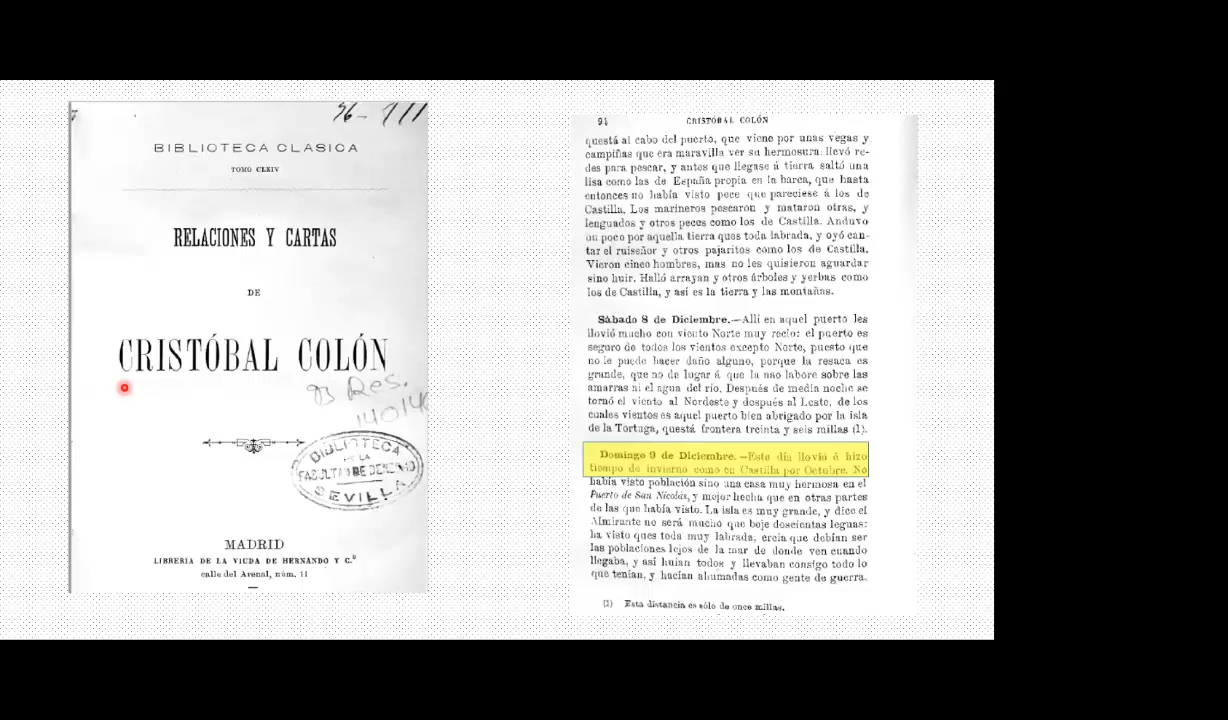 96-111
BIBLIOTECA CLASICA
TOMO CLXIV
RELACIONES Y CARTAS
DE
CRISTÓBAL COLÓN
93 Res.
BIBLIOTECA
DE LA
FACULTAD DE DERECHO
SEVILLA
MADRID
LIBRERÍA DE LA VIUDA DE HERNANDO Y C.ª
calle del Arenal, núm. 11
94
CRISTÓBAL COLÓN
questá al cabo del puerto, que viene por unas vegas y
campiñas que era maravilla ver su hermosura: llevó re-
des para pescar, y antes que llegase á tierra saltó una
lisa como las de España propia en la barca, que hasta
entonces no había visto pece que pareciese á los de
Castilla. Los marineros pescaron y mataron otras, y
lenguados y otros peces como los de Castilla. Anduvo
un poco por aquella tierra ques toda labrada, y oyó can-
tar el ruiseñor y otros pajaritos como los de Castilla.
Vieron cinco hombres, mas no les quisieron aguardar
sino huir. Halló arrayan y otros árboles y yerbas como
los de Castilla, y así es la tierra y las montañas.
Sábado 8 de Diciembre.—Allí en aquel puerto les
llovió mucho con viento Norte muy recio: el puerto es
seguro de todos los vientos excepto Norte, puesto que
no le puede hacer daño alguno, porque la resaca es
grande, que no da lugar á que la nao labore sobre las
amarras ni el agua del río. Después de media noche se
tornó el viento al Nordeste y después al Leste, de los
cuales vientos es aquel puerto bien abrigado por la isla
de la Tortuga, questá frontera treinta y seis millas (1).
Domingo 9 de Diciembre.—Este día llovió é hizo
tiempo de invierno como en Castilla por Octubre. No
había visto población sino una casa muy hermosa en el
Puerto de San Nicolás, y mejor hecha que en otras partes
de las que había visto. La isla es muy grande, y dice el
Almirante no será mucho que boje doscientas leguas:
ha visto ques toda muy labrada; creía que debían ser
las poblaciones lejos de la mar de donde ven cuando
llegaba, y así huían todos y llevaban consigo todo lo
que tenían, y hacían ahumadas como gente de guerra.
(1) Esta distancia es sólo de once millas.